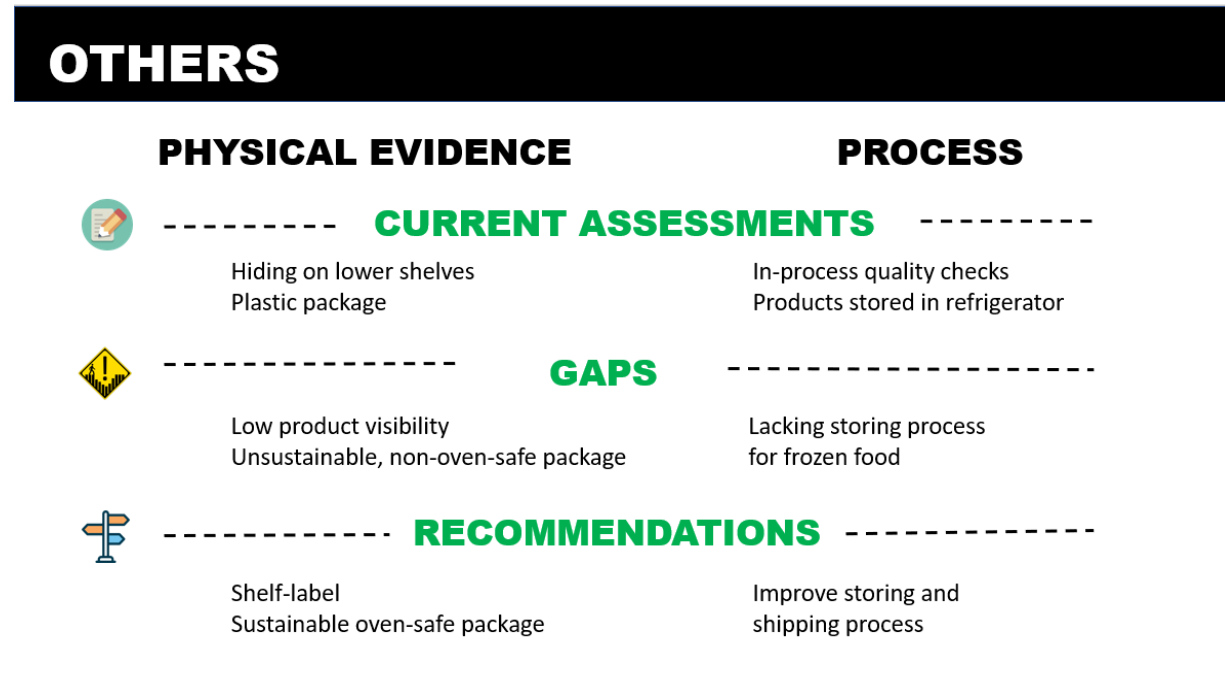 OTHERS
PHYSICAL EVIDENCE
PROCESS
CURRENT ASSESSMENTS
Hiding on lower shelves
Plastic package
In-process quality checks
Products stored in refrigerator
GAPS
Low product visibility
Unsustainable, non-oven-safe package
Lacking storing process
for frozen food
RECOMMENDATIONS
Shelf-label
Sustainable oven-safe package
Improve storing and
shipping process